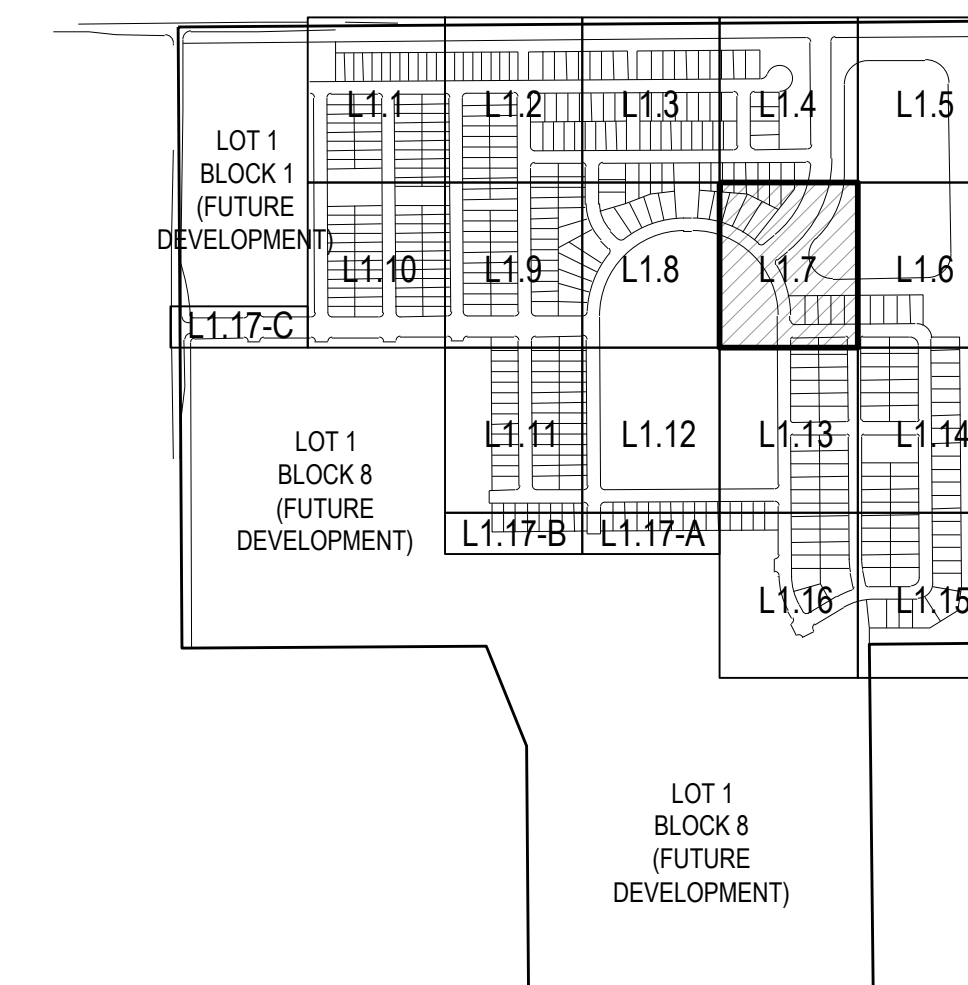 L1.1
L1.2
L1.3
L1.4
L1.5
LOT 1
BLOCK 1
(FUTURE
DEVELOPMENT)
L1.10
L1.9
L1.8
L1.7
L1.6
L1.17-C
LOT 1
BLOCK 8
(FUTURE
DEVELOPMENT)
L1.11
L1.12
L1.13
L1.14
L1.17-B
L1.17-A
L1.16
L1.15
LOT 1
BLOCK 8
(FUTURE
DEVELOPMENT)